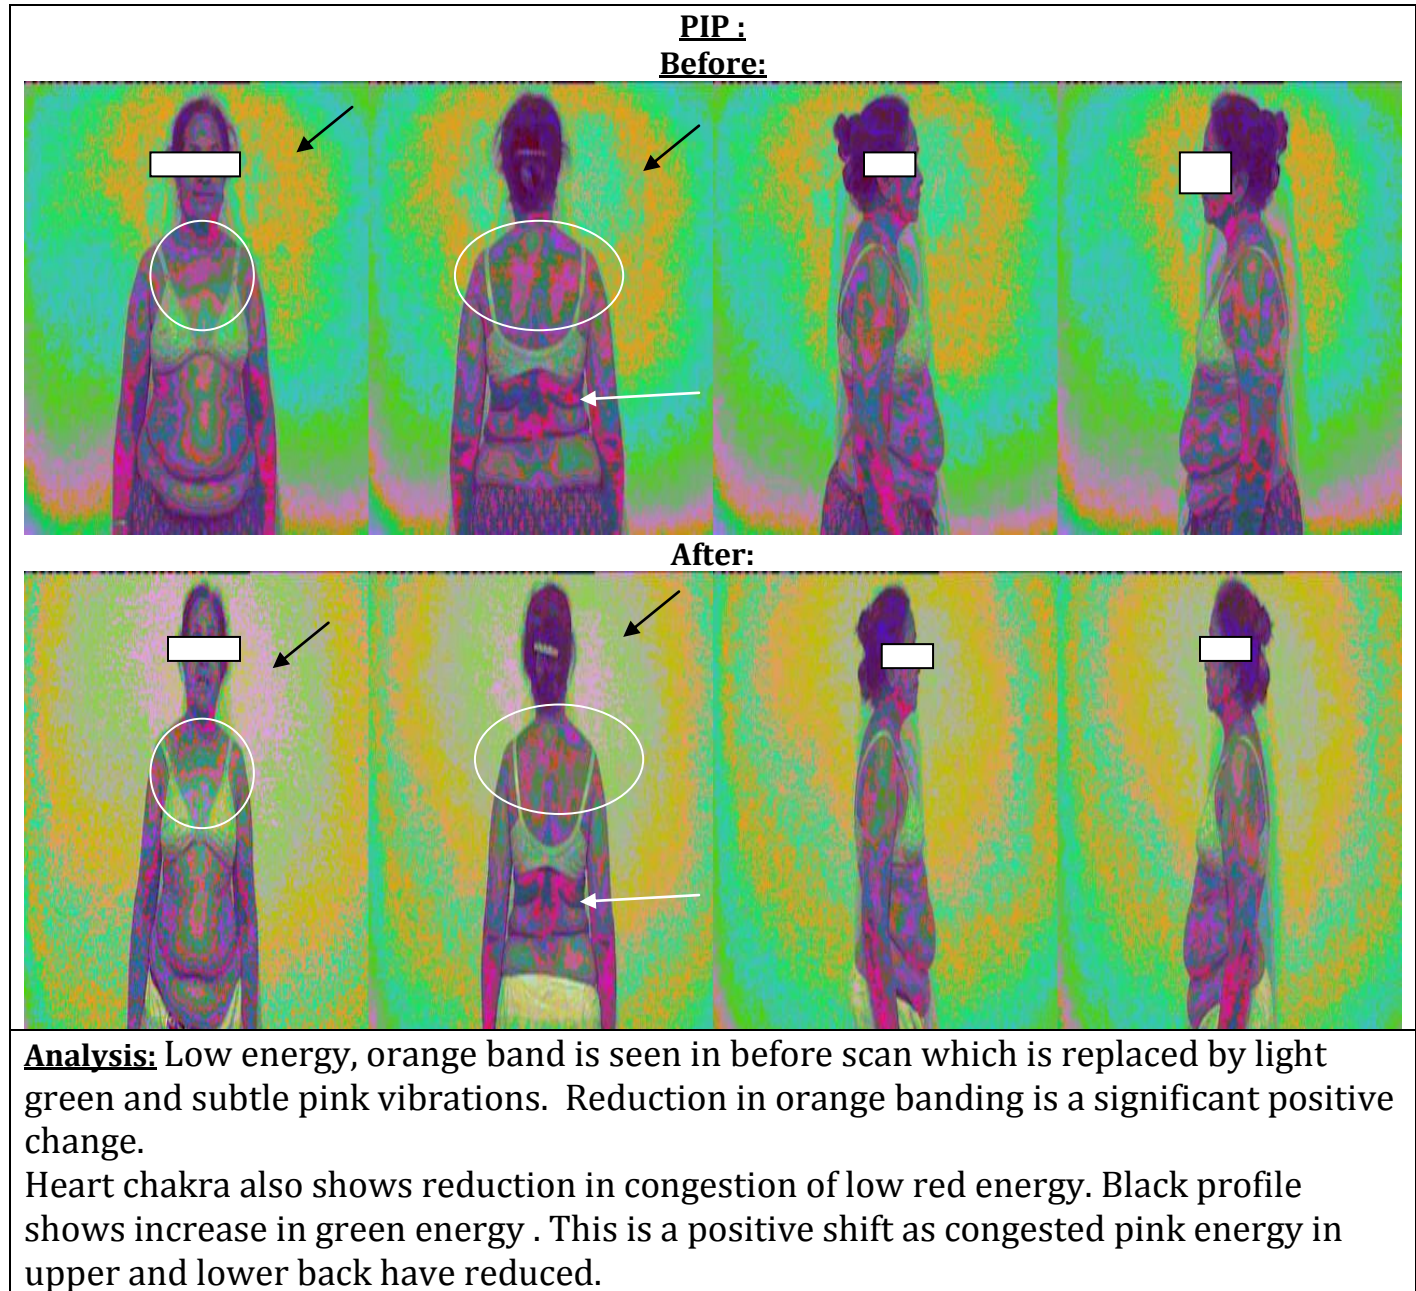 PIP :
Before:
After:
Analysis: Low energy, orange band is seen in before scan which is replaced by light
green and subtle pink vibrations.  Reduction in orange banding is a significant positive
change.
Heart chakra also shows reduction in congestion of low red energy. Black profile
shows increase in green energy . This is a positive shift as congested pink energy in
upper and lower back have reduced.